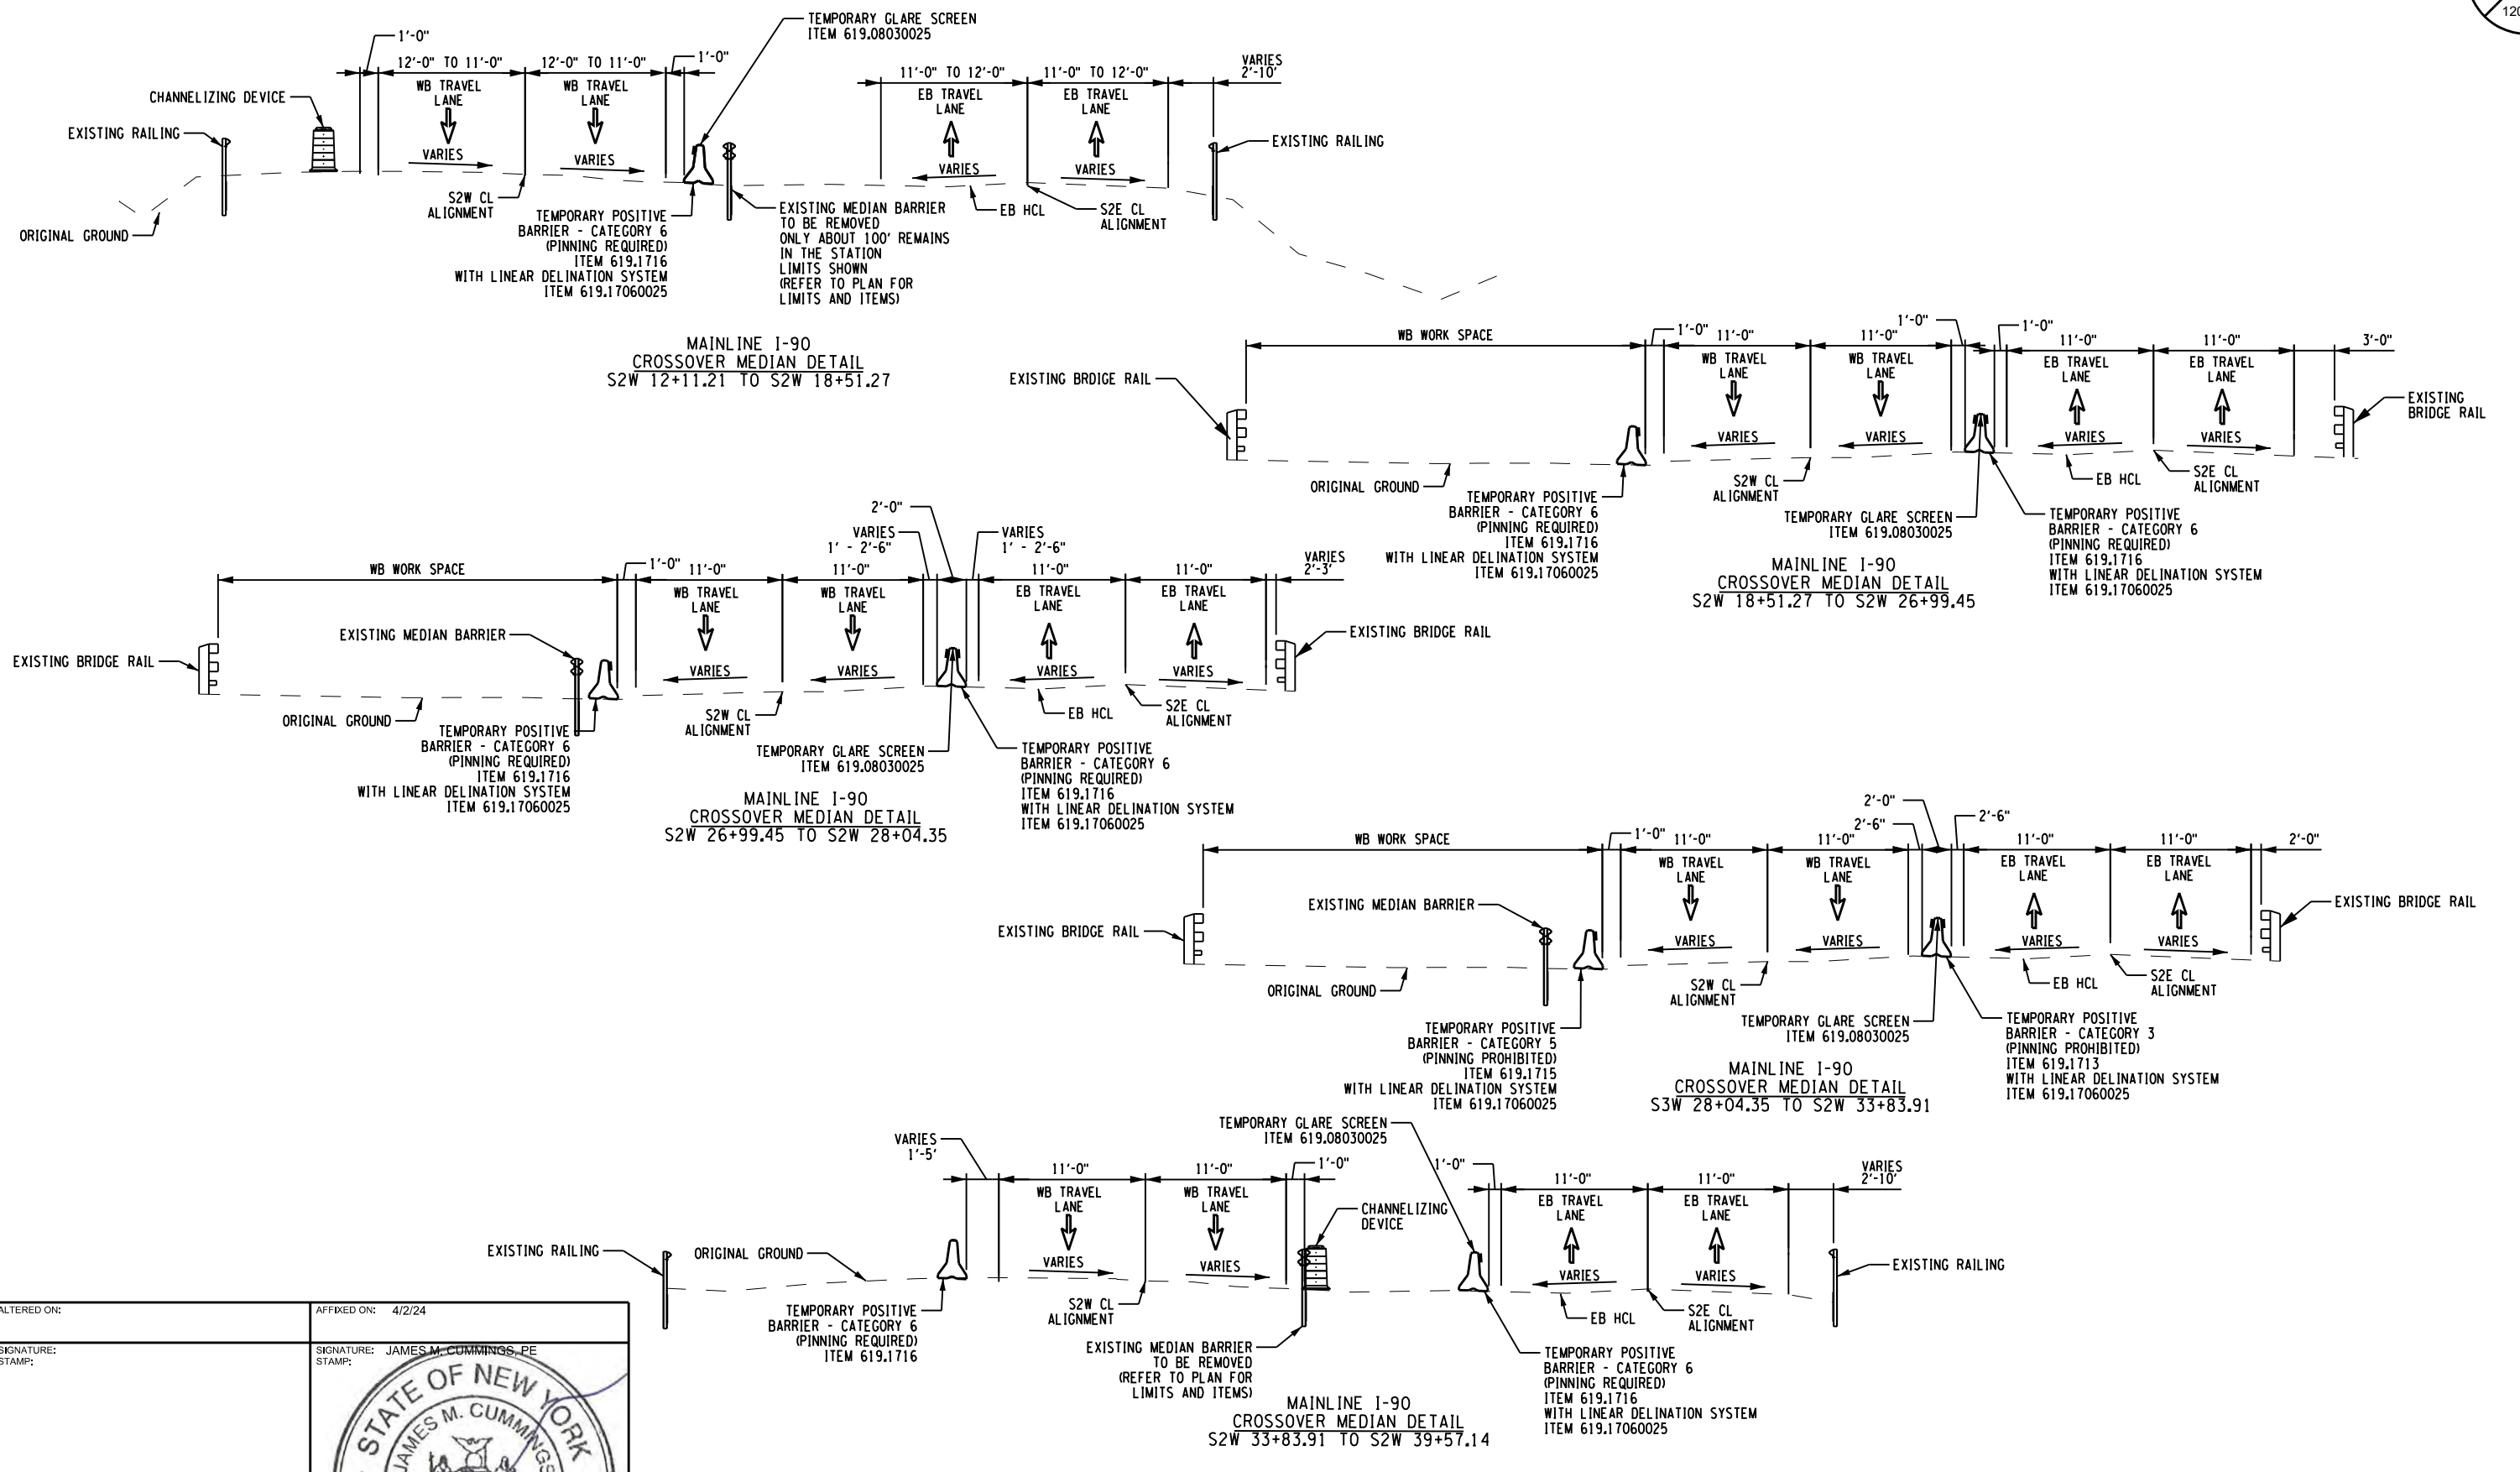 120
TEMPORARY GLARE SCREEN
ITEM 619.08030025
1'-0"
12'-0" TO 11'-0"
12'-0" TO 11'-0"
1'-0"
WB TRAVEL
LANE
WB TRAVEL
LANE
11'-0" TO 12'-0"
11'-0" TO 12'-0"
VARIES
2'-10'
EB TRAVEL
LANE
EB TRAVEL
LANE
CHANNELIZING DEVICE
EXISTING RAILING
EXISTING RAILING
VARIES
VARIES
VARIES
VARIES
S2W CL
ALIGNMENT
ORIGINAL GROUND
TEMPORARY POSITIVE
BARRIER - CATEGORY 6
(PINNING REQUIRED)
ITEM 619.1716
WITH LINEAR DELINATION SYSTEM
ITEM 619.17060025
EXISTING MEDIAN BARRIER
TO BE REMOVED
ONLY ABOUT 100' REMAINS
IN THE STATION
LIMITS SHOWN
(REFER TO PLAN FOR
LIMITS AND ITEMS)
EB HCL
S2E CL
ALIGNMENT
MAINLINE I-90
CROSSOVER MEDIAN DETAIL
S2W 12+11.21 TO S2W 18+51.27
WB WORK SPACE
1'-0"
11'-0"
11'-0"
1'-0"
1'-0"
11'-0"
11'-0"
3'-0"
WB TRAVEL
LANE
WB TRAVEL
LANE
EB TRAVEL
LANE
EB TRAVEL
LANE
EXISTING BRDIGE RAIL
EXISTING
BRIDGE RAIL
VARIES
VARIES
VARIES
VARIES
ORIGINAL GROUND
TEMPORARY POSITIVE
BARRIER - CATEGORY 6
(PINNING REQUIRED)
ITEM 619.1716
WITH LINEAR DELINATION SYSTEM
ITEM 619.17060025
S2W CL
ALIGNMENT
TEMPORARY GLARE SCREEN
ITEM 619.08030025
EB HCL
S2E CL
ALIGNMENT
TEMPORARY POSITIVE
BARRIER - CATEGORY 6
(PINNING REQUIRED)
ITEM 619.1716
WITH LINEAR DELINATION SYSTEM
ITEM 619.17060025
MAINLINE I-90
CROSSOVER MEDIAN DETAIL
S2W 18+51.27 TO S2W 26+99.45
WB WORK SPACE
1'-0"
11'-0"
11'-0"
2'-0"
VARIES
1' - 2'-6"
VARIES
1' - 2'-6"
11'-0"
11'-0"
VARIES
2'-3'
WB TRAVEL
LANE
WB TRAVEL
LANE
EB TRAVEL
LANE
EB TRAVEL
LANE
EXISTING MEDIAN BARRIER
EXISTING BRIDGE RAIL
EXISTING BRIDGE RAIL
VARIES
VARIES
VARIES
VARIES
ORIGINAL GROUND
TEMPORARY POSITIVE
BARRIER - CATEGORY 6
(PINNING REQUIRED)
ITEM 619.1716
WITH LINEAR DELINATION SYSTEM
ITEM 619.17060025
S2W CL
ALIGNMENT
TEMPORARY GLARE SCREEN
ITEM 619.08030025
EB HCL
S2E CL
ALIGNMENT
TEMPORARY POSITIVE
BARRIER - CATEGORY 6
(PINNING REQUIRED)
ITEM 619.1716
WITH LINEAR DELINATION SYSTEM
ITEM 619.17060025
MAINLINE I-90
CROSSOVER MEDIAN DETAIL
S2W 26+99.45 TO S2W 28+04.35
WB WORK SPACE
1'-0"
11'-0"
11'-0"
2'-0"
2'-6"
2'-6"
11'-0"
11'-0"
2'-0"
WB TRAVEL
LANE
WB TRAVEL
LANE
EB TRAVEL
LANE
EB TRAVEL
LANE
EXISTING MEDIAN BARRIER
EXISTING BRIDGE RAIL
EXISTING BRIDGE RAIL
VARIES
VARIES
VARIES
VARIES
ORIGINAL GROUND
TEMPORARY POSITIVE
BARRIER - CATEGORY 5
(PINNING PROHIBITED)
ITEM 619.1715
WITH LINEAR DELINATION SYSTEM
ITEM 619.17060025
S2W CL
ALIGNMENT
TEMPORARY GLARE SCREEN
ITEM 619.08030025
EB HCL
S2E CL
ALIGNMENT
TEMPORARY POSITIVE
BARRIER - CATEGORY 3
(PINNING PROHIBITED)
ITEM 619.1713
WITH LINEAR DELINATION SYSTEM
ITEM 619.17060025
MAINLINE I-90
CROSSOVER MEDIAN DETAIL
S3W 28+04.35 TO S2W 33+83.91
TEMPORARY GLARE SCREEN
ITEM 619.08030025
VARIES
1'-5'
11'-0"
11'-0"
1'-0"
1'-0"
11'-0"
11'-0"
VARIES
2'-10'
WB TRAVEL
LANE
WB TRAVEL
LANE
EB TRAVEL
LANE
EB TRAVEL
LANE
CHANNELIZING
DEVICE
EXISTING RAILING
ORIGINAL GROUND
EXISTING RAILING
VARIES
VARIES
VARIES
VARIES
TEMPORARY POSITIVE
BARRIER - CATEGORY 6
(PINNING REQUIRED)
ITEM 619.1716
S2W CL
ALIGNMENT
EXISTING MEDIAN BARRIER
TO BE REMOVED
(REFER TO PLAN FOR
LIMITS AND ITEMS)
EB HCL
S2E CL
ALIGNMENT
TEMPORARY POSITIVE
BARRIER - CATEGORY 6
(PINNING REQUIRED)
ITEM 619.1716
WITH LINEAR DELINATION SYSTEM
ITEM 619.17060025
MAINLINE I-90
CROSSOVER MEDIAN DETAIL
S2W 33+83.91 TO S2W 39+57.14
ALTERED ON:
AFFIXED ON: 4/2/24
SIGNATURE:
STAMP:
SIGNATURE: JAMES M. CUMMINGS, PE
STAMP:
STATE OF NEW YORK
JAMES M. CUMMINGS